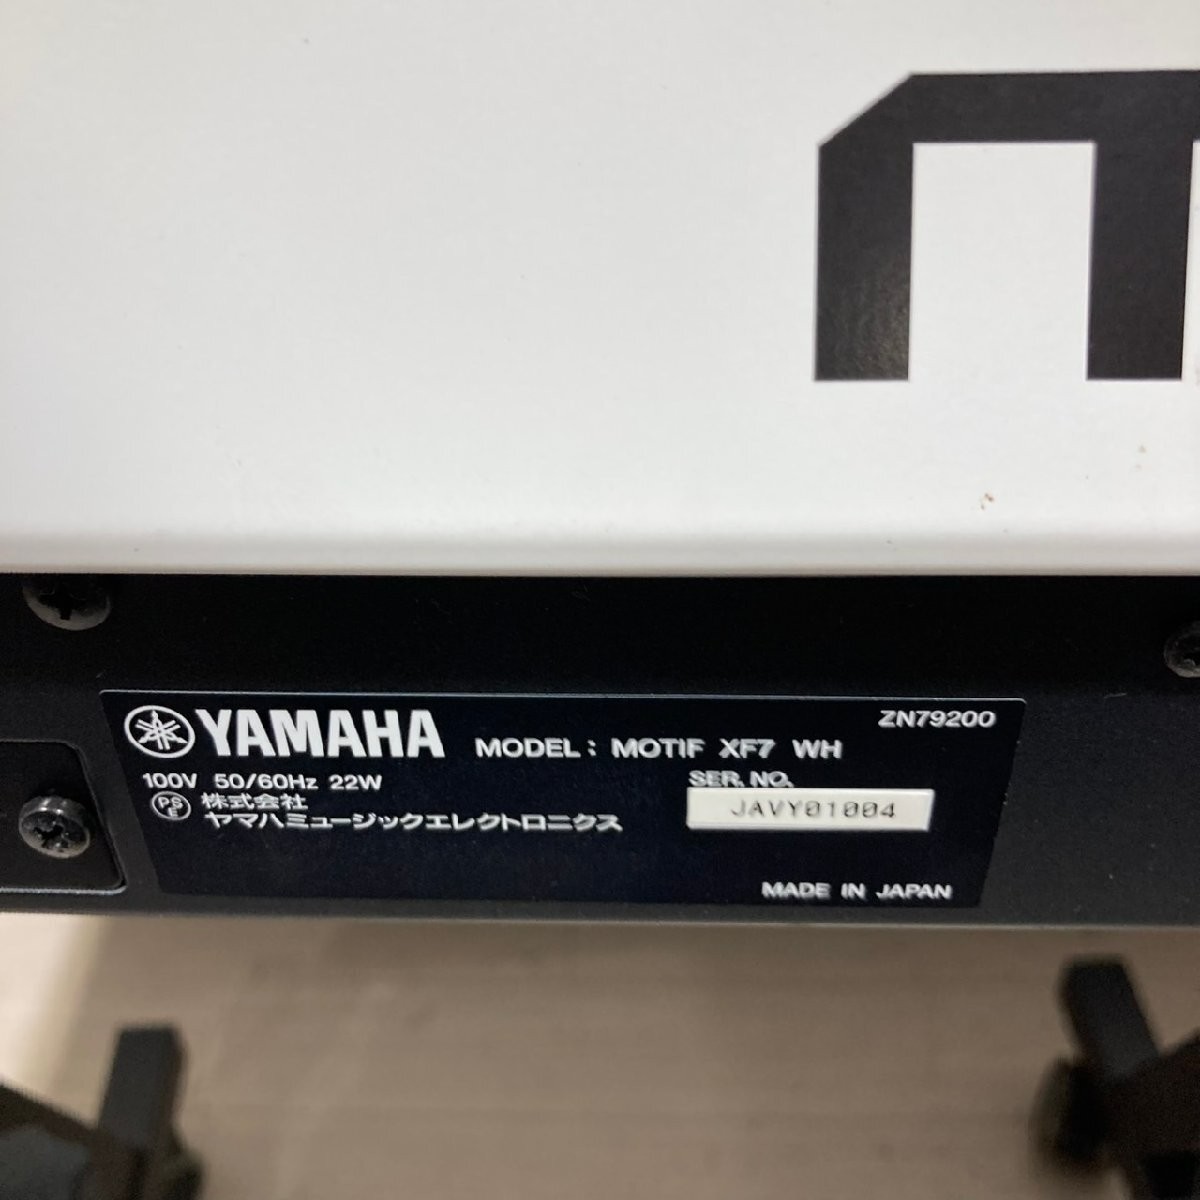 m
ZN79200
YAMAHA MODEL: MOTIF XF7 WH
100V 50/60Hz 22W
SER. NO.
PSE 株式会社
JAVY01004
ヤマハミュージックエレクトロニクス
MADE IN JAPAN